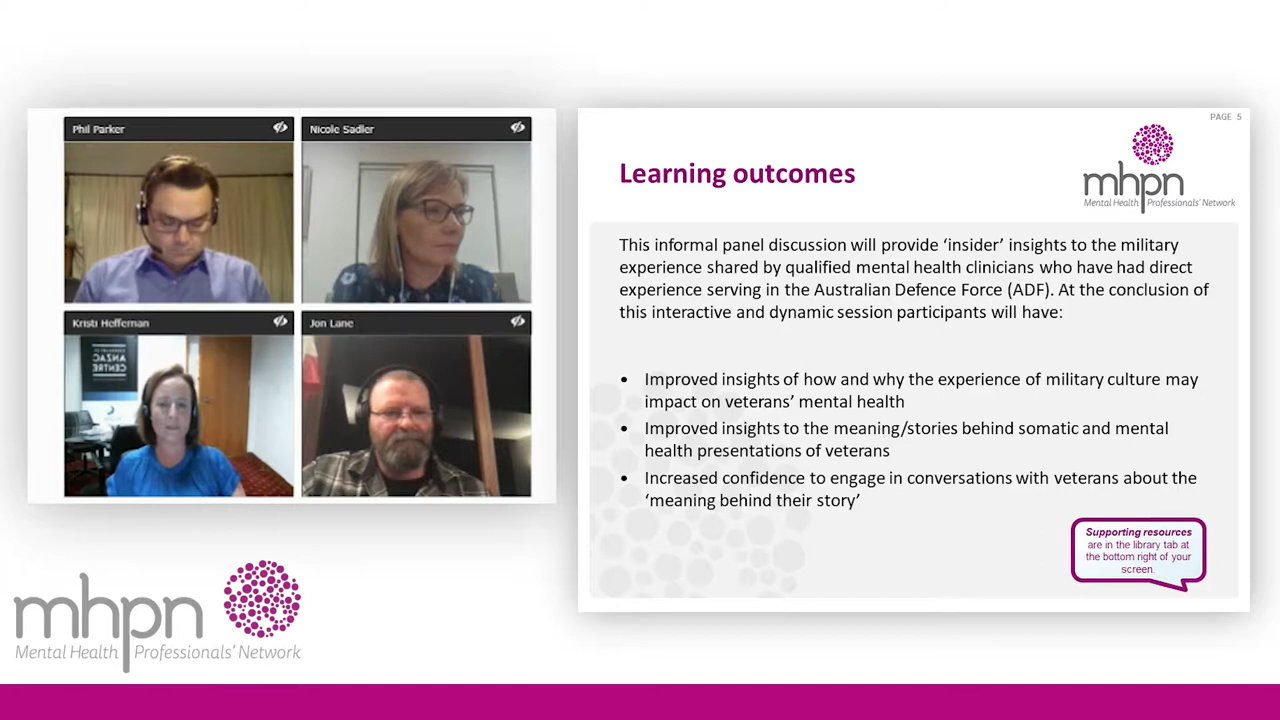 Phil Parker
Nicole Sadler
Kristi Heffernan
ANZAC
CENTRE
Jon Lane
mhpn
Mental Health Professionals' Network
PAGE 5
mhpn
Mental Health Professionals' Network
Learning outcomes
This informal panel discussion will provide ‘insider’ insights to the military
experience shared by qualified mental health clinicians who have had direct
experience serving in the Australian Defence Force (ADF). At the conclusion of
this interactive and dynamic session participants will have:
• Improved insights of how and why the experience of military culture may
impact on veterans’ mental health
• Improved insights to the meaning/stories behind somatic and mental
health presentations of veterans
• Increased confidence to engage in conversations with veterans about the
‘meaning behind their story’
Supporting resources
are in the library tab at
the bottom right of your
screen.